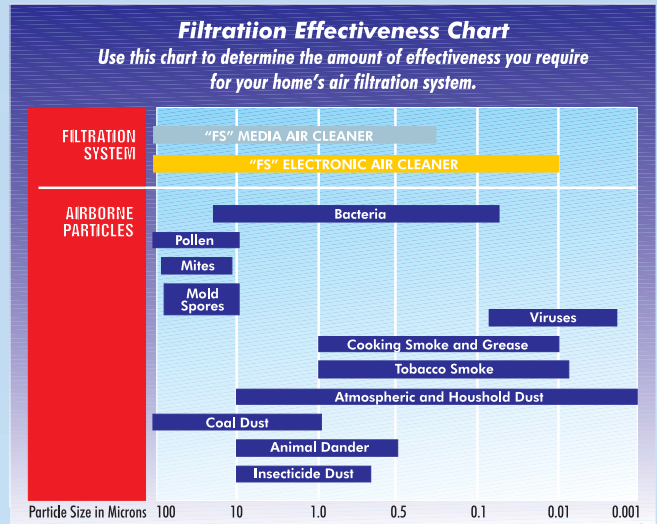 Filtratiion Effectiveness Chart
Use this chart to determine the amount of effectiveness you require
for your home's air filtration system.
FILTRATION
SYSTEM
"FS" MEDIA AIR CLEANER
"FS" ELECTRONIC AIR CLEANER
AIRBORNE
PARTICLES
Bacteria
Pollen
Mites
Mold
Spores
Viruses
Cooking Smoke and Grease
Tobacco Smoke
Atmospheric and Houshold Dust
Coal Dust
Animal Dander
Insecticide Dust
Particle Size in Microns 100 10 1.0 0.5 0.1 0.01 0.001